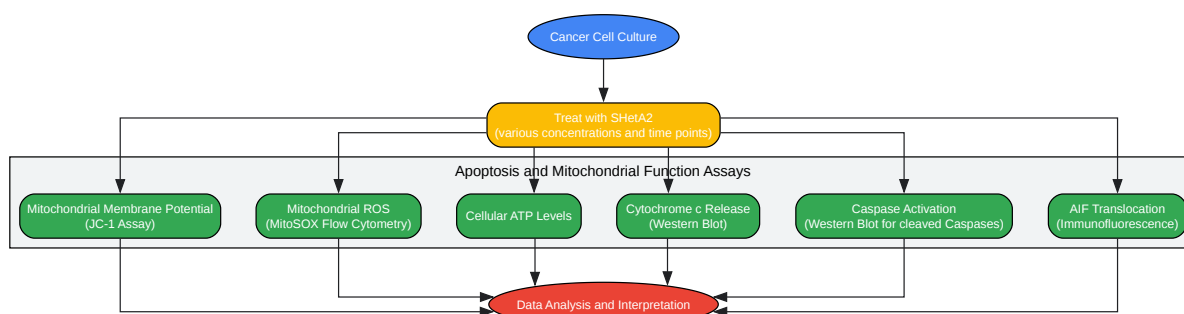 Cancer Cell Culture
Treat with SHetA2
(various concentrations and time points)
Apoptosis and Mitochondrial Function Assays
Mitochondrial Membrane Potential
(JC-1 Assay)
Mitochondrial ROS
(MitoSOX Flow Cytometry)
Cellular ATP Levels
Cytochrome c Release
(Western Blot)
Caspase Activation
(Western Blot for cleaved Caspases)
AIF Translocation
(Immunofluorescence)
Data Analysis and Interpretation